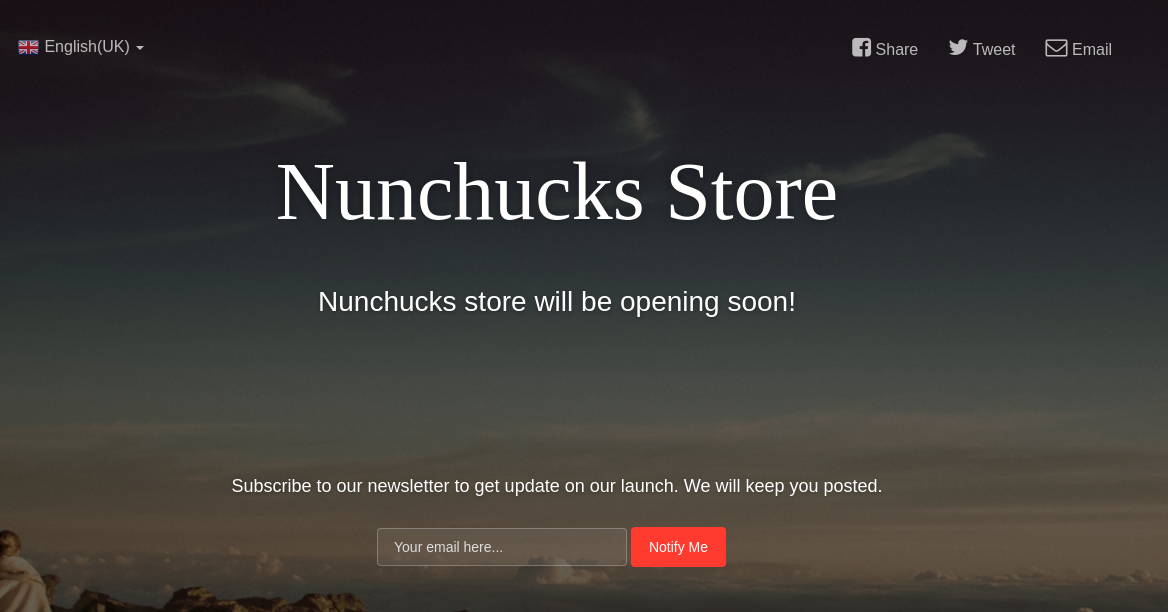 English(UK)
Share
Tweet
Email
Nunchucks Store
Nunchucks store will be opening soon!
Subscribe to our newsletter to get update on our launch. We will keep you posted.
Your email here...
Notify Me